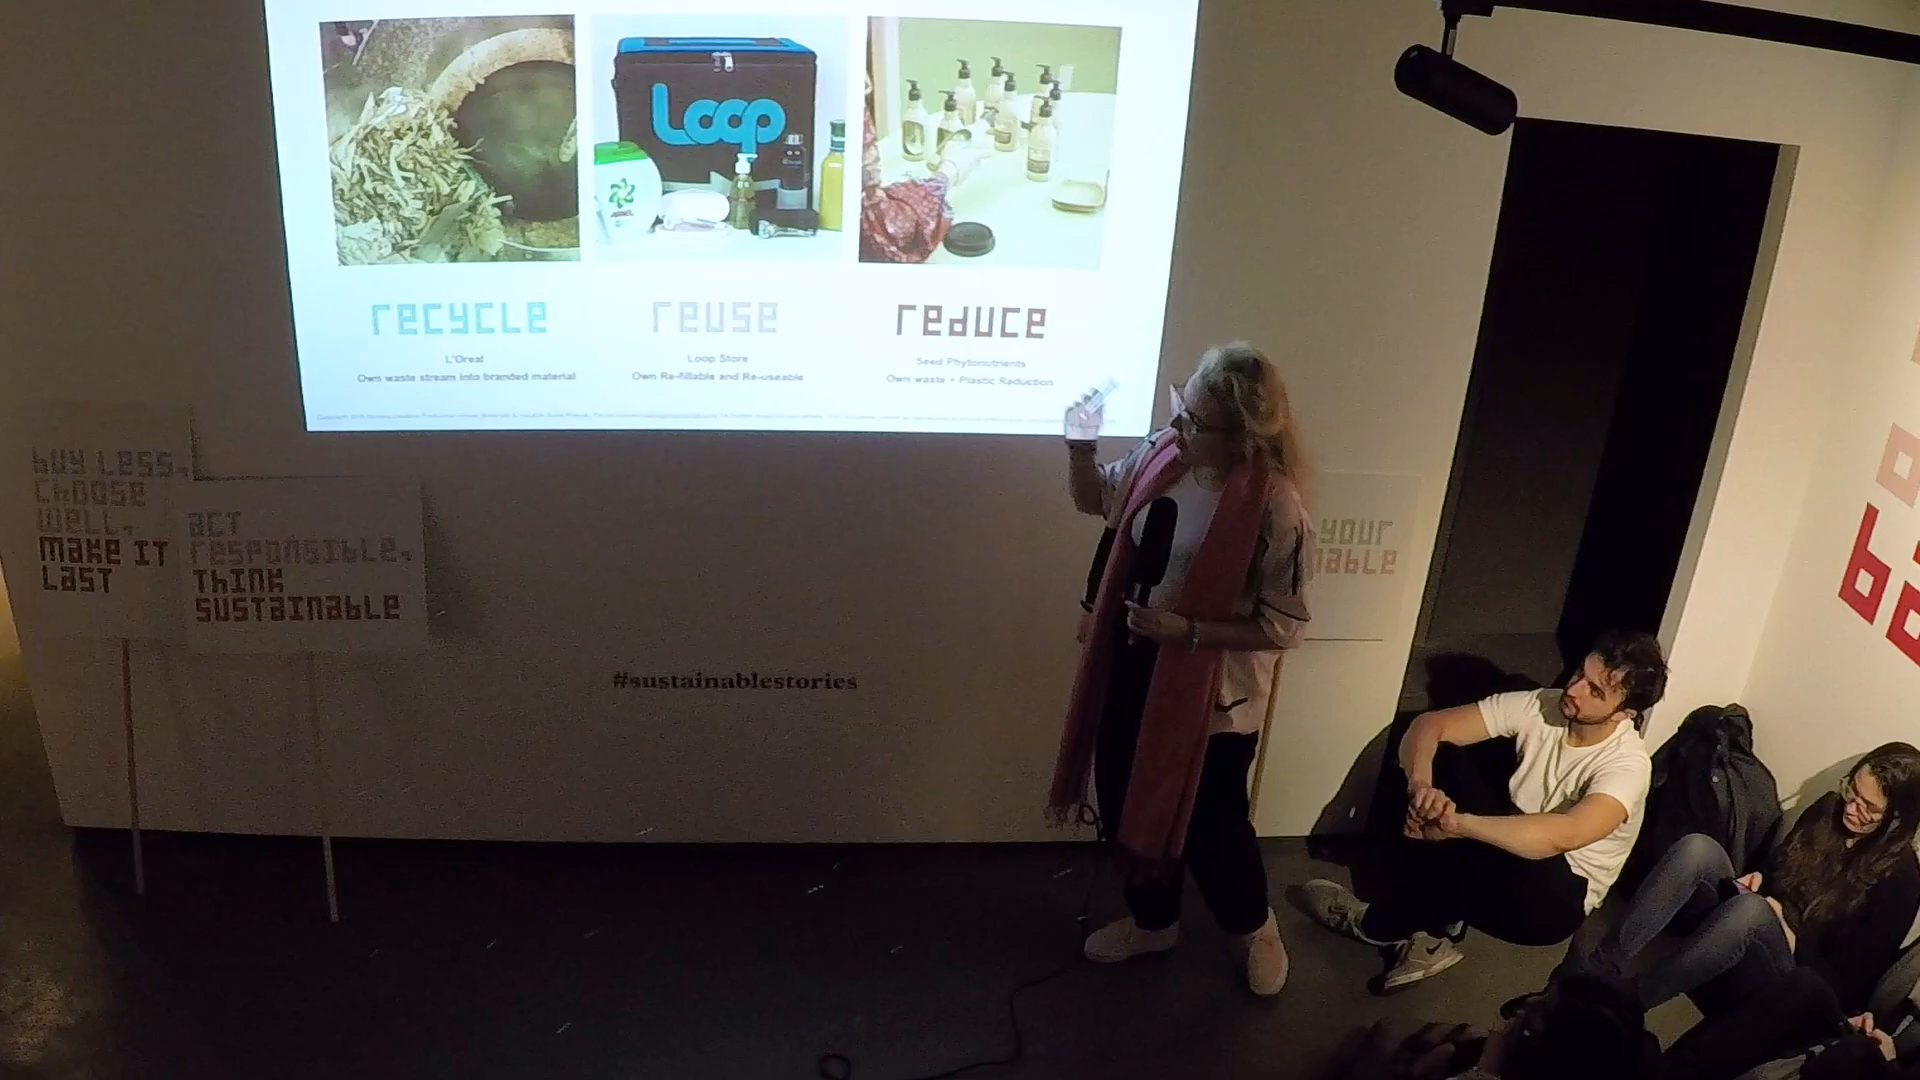 Loop
recycle
reuse
reduce
L'Oreal
Own waste stream into branded material
Loop Store
Own Re-fillable and Re-useable
Seed Phytonutrients
Own waste + Plastic Reduction
buy less,
choose
well,
make it
last
act
responsible,
think
sustainable
#sustainablestories
your